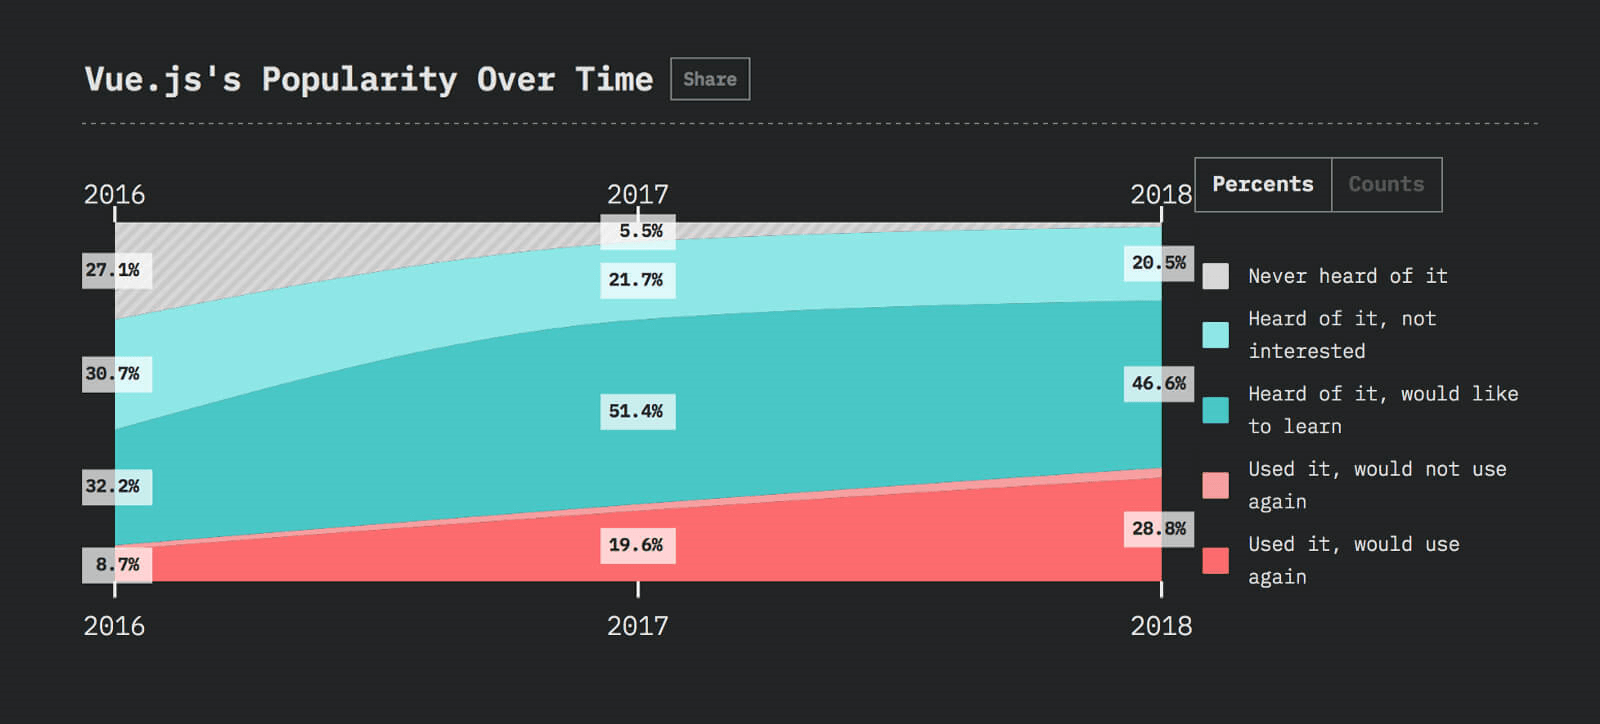 Vue.js's Popularity Over Time
Share
2016 2017 2018
Percents Counts
27.1%
30.7%
32.2%
8.7%
5.5%
21.7%
51.4%
19.6%
20.5%
46.6%
28.8%
Never heard of it
Heard of it, not
interested
Heard of it, would like
to learn
Used it, would not use
again
Used it, would use
again
2016 2017 2018